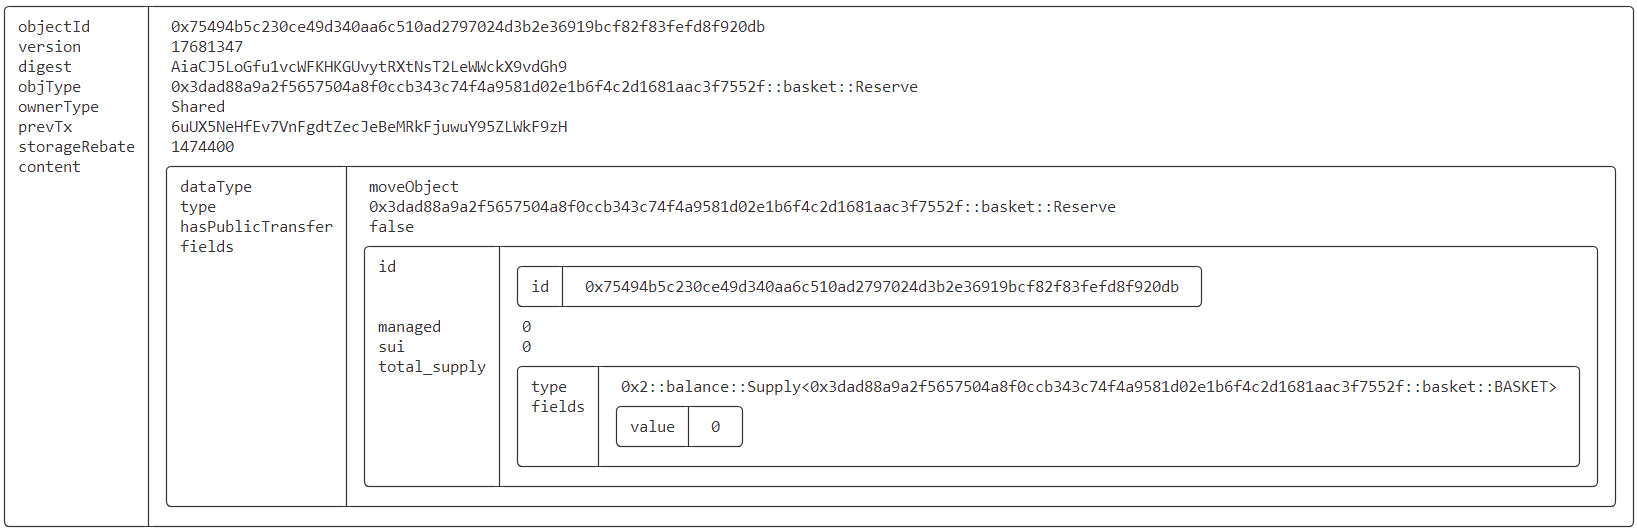 objectId 0x75494b5c230ce49d340aa6c510ad2797024d3b2e36919bcf82f83fefd8f920db
version 17681347
digest AiaCJ5LoGfu1vcWFKHKGUvytRXtNsT2LeWWckX9vdGh9
objType 0x3dad88a9a2f5657504a8f0ccb343c74f4a9581d02e1b6f4c2d1681aac3f7552f::basket::Reserve
ownerType Shared
prevTx 6uUX5NeHfEv7VnFgdtZecJeBeMRkFjuwuY95ZLWkF9zH
storageRebate 1474400
content
dataType moveObject
type 0x3dad88a9a2f5657504a8f0ccb343c74f4a9581d02e1b6f4c2d1681aac3f7552f::basket::Reserve
hasPublicTransfer false
fields
id
id 0x75494b5c230ce49d340aa6c510ad2797024d3b2e36919bcf82f83fefd8f920db
managed 0
sui 0
total_supply
type 0x2::balance::Supply<0x3dad88a9a2f5657504a8f0ccb343c74f4a9581d02e1b6f4c2d1681aac3f7552f::basket::BASKET>
fields
value 0